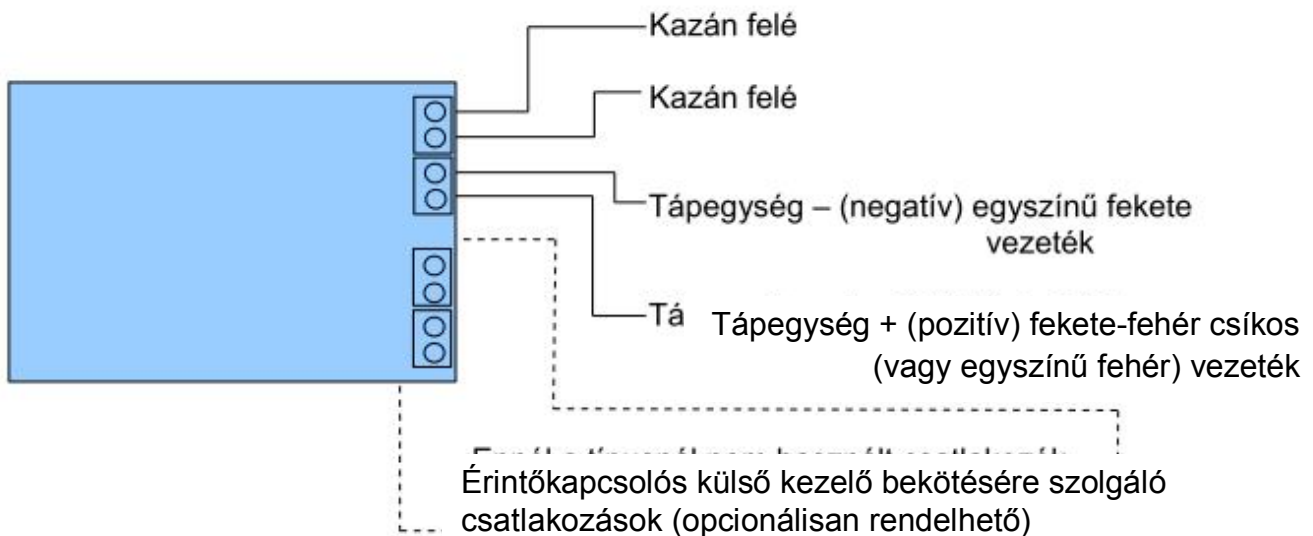 Kazán felé
Kazán felé
Tápegység – (negatív) egyszínű fekete
vezeték
Tá
Tápegység + (pozitív) fekete-fehér csíkos
(vagy egyszínű fehér) vezeték
Érintőkapcsolós külső kezelő bekötésére szolgáló
csatlakozások (opcionálisan rendelhető)